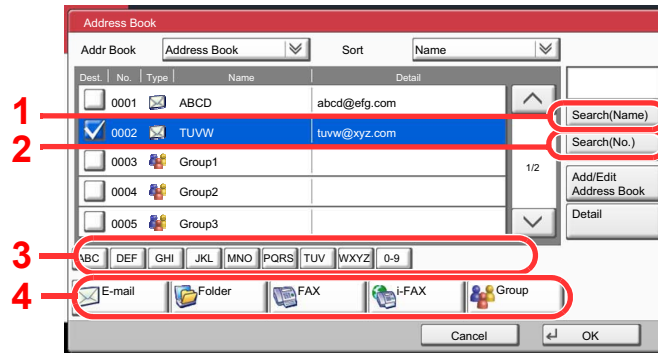 Address Book
Addr Book Address Book Sort Name
Dest. No. Type Name Detail
0001 ABCD abcd@efg.com
1 Search(Name)
0002 TUVW tuvw@xyz.com
2 Search(No.)
0003 Group1
1/2
Add/Edit
Address Book
0004 Group2
Detail
0005 Group3
3 ABC DEF GHI JKL MNO PQRS TUV WXYZ 0-9
4 E-mail Folder FAX i-FAX Group
Cancel OK